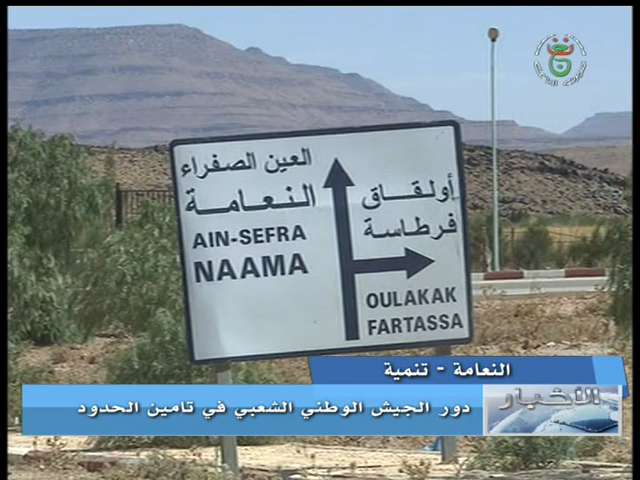 العين الصفراء
النعامة
AIN-SEFRA
NAAMA
أولقاق
فرطاسة
OULAKAK
FARTASSA
النعامة - تنمية
دور الجيش الوطني الشعبي في تامين الحدود
الأخبار